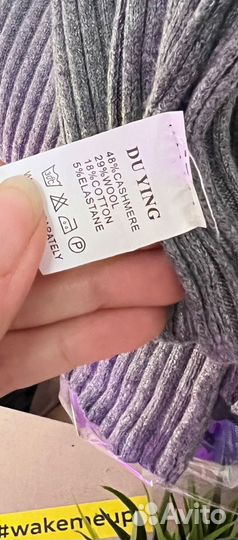 DU YING
48%CASHMERE
29%WOOL
18%COTTON
5%ELASTANE
P
#wakemeup
Avito